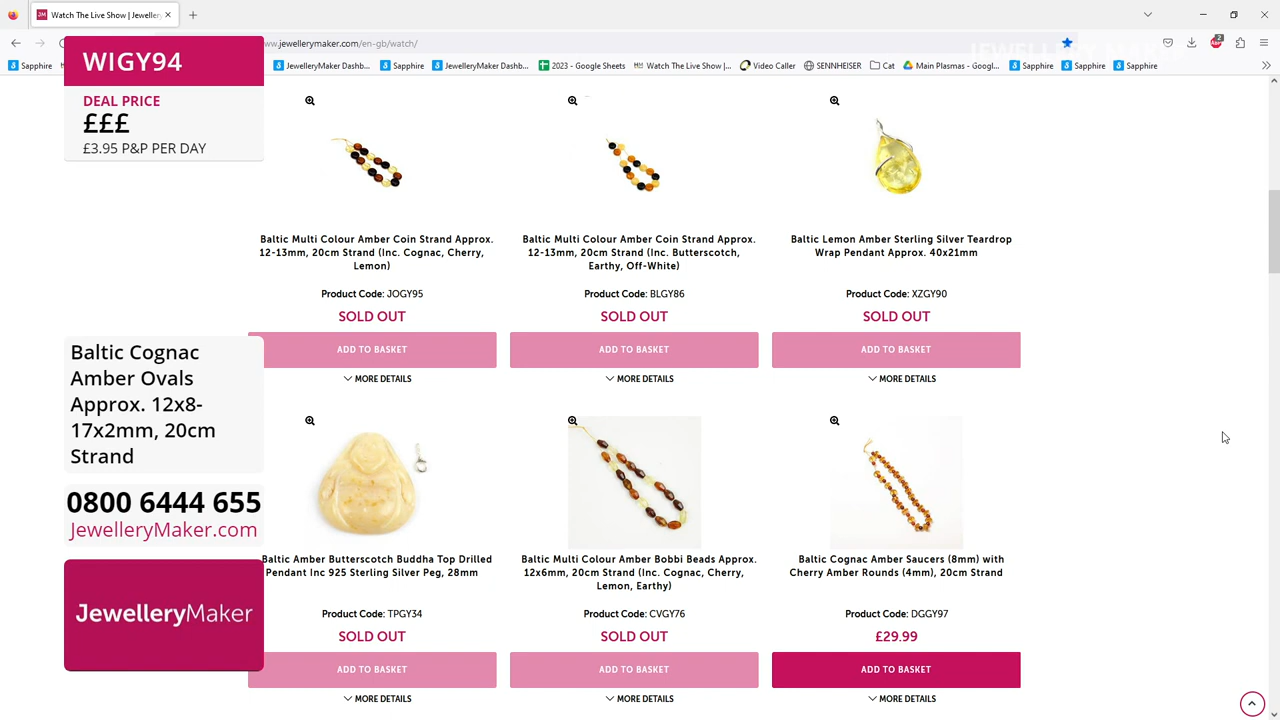 Watch The Live Show | Jeweller
ww.jewellerymaker.com/en-gb/watch/
Sapphire
JewelleryMaker Dashb...
Sapphire
JewelleryMaker Dashb...
2023 - Google Sheets
Watch The Live Show |...
Video Caller
SENNHEISER
Cat
Main Plasmas - Googl...
Sapphire
Sapphire
Sapphire
WIGY94
DEAL PRICE
£££
£3.95 P&P PER DAY
Baltic Multi Colour Amber Coin Strand Approx.
12-13mm, 20cm Strand (Inc. Cognac, Cherry,
Lemon)
Product Code: JOGY95
SOLD OUT
ADD TO BASKET
MORE DETAILS
Baltic Multi Colour Amber Coin Strand Approx.
12-13mm, 20cm Strand (Inc. Butterscotch,
Earthy, Off-White)
Product Code: BLGY86
SOLD OUT
ADD TO BASKET
MORE DETAILS
Baltic Lemon Amber Sterling Silver Teardrop
Wrap Pendant Approx. 40x21mm
Product Code: XZGY90
SOLD OUT
ADD TO BASKET
MORE DETAILS
Baltic Cognac
Amber Ovals
Approx. 12x8-
17x2mm, 20cm
Strand
0800 6444 655
JewelleryMaker.com
JewelleryMaker
Baltic Amber Butterscotch Buddha Top Drilled
Pendant Inc 925 Sterling Silver Peg, 28mm
Product Code: TPGY34
SOLD OUT
ADD TO BASKET
MORE DETAILS
Baltic Multi Colour Amber Bobbi Beads Approx.
12x6mm, 20cm Strand (Inc. Cognac, Cherry,
Lemon, Earthy)
Product Code: CVGY76
SOLD OUT
ADD TO BASKET
MORE DETAILS
Baltic Cognac Amber Saucers (8mm) with
Cherry Amber Rounds (4mm), 20cm Strand
Product Code: DGGY97
£29.99
ADD TO BASKET
MORE DETAILS